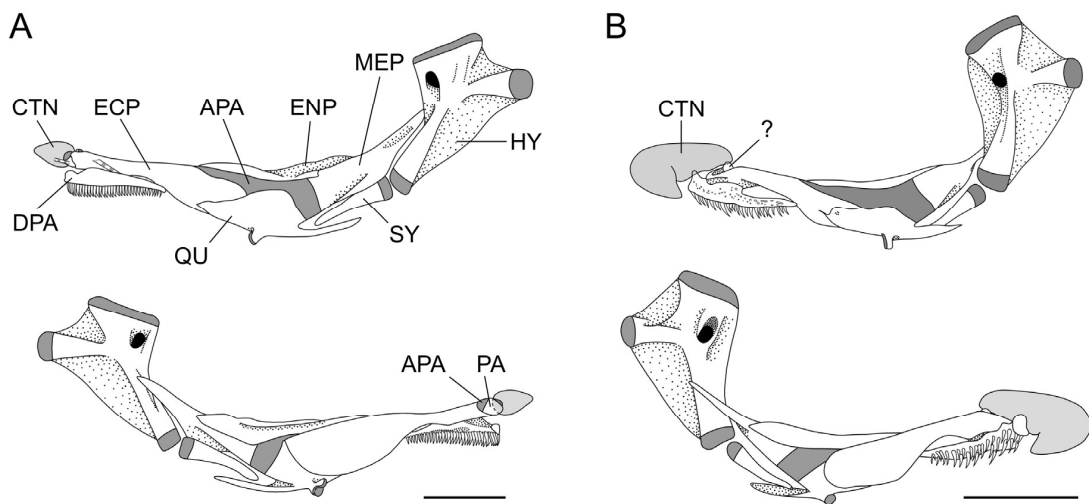 A
CTN ECP APA ENP MEP
HY
DPA
QU
SY
APA PA
B
CTN
?